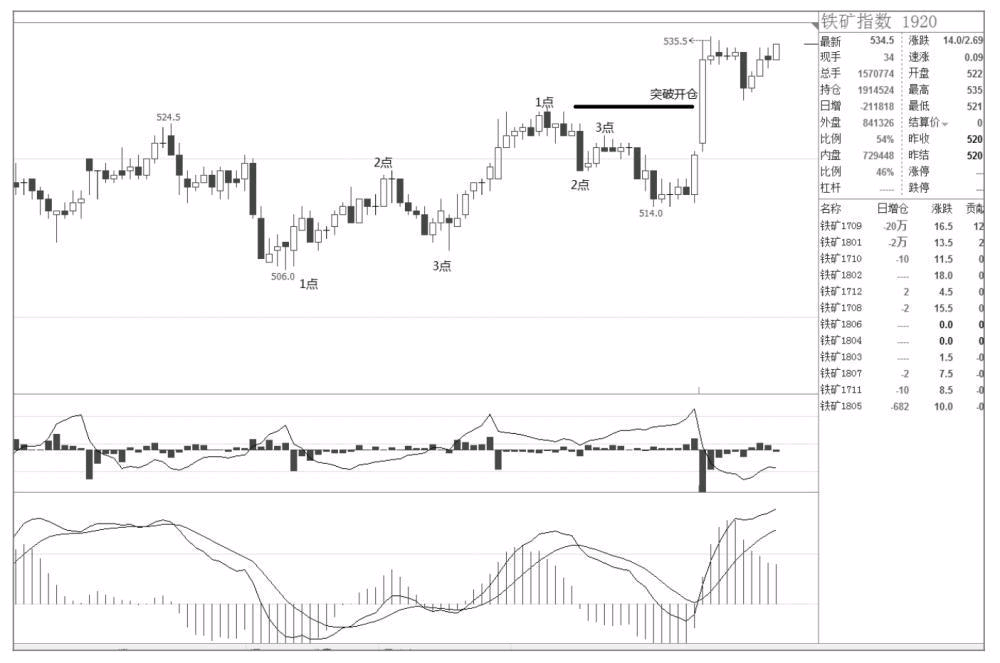 铁矿指数 1920
最新 534.5 涨跌 14.0/2.69
现手 34 速涨 0.09
总手 1570774 开盘 522
持仓 1914524 最高 535
日增 -211818 最低 521
外盘 841326 结算价 0
比例 54% 昨收 520
内盘 729448 昨结 520
比例 46% 涨停 ---
杠杆 ----- 跌停 ---
名称 日增仓 涨跌 贡献
铁矿1709 -20万 16.5 12
铁矿1801 -2万 13.5 2
铁矿1710 -10 11.5 0
铁矿1802 ---- 18.0 0
铁矿1712 2 4.5 0
铁矿1708 -2 15.5 0
铁矿1806 ---- 0.0 0
铁矿1804 ---- 0.0 0
铁矿1803 ---- 1.5 -0
铁矿1807 -2 7.5 -0
铁矿1711 -10 8.5 -0
铁矿1805 -682 10.0 -0
535.5
突破开仓
1点
524.5
3点
2点
2点
514.0
3点
506.0
1点